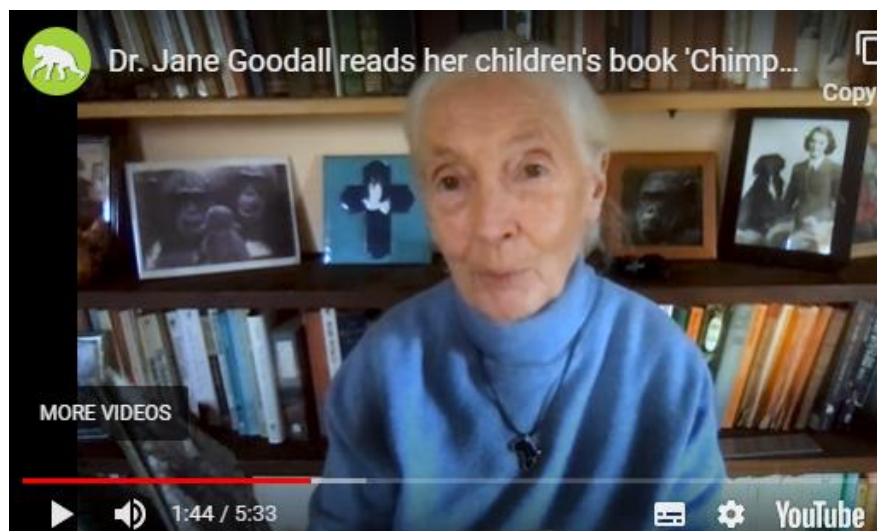 Dr. Jane Goodall reads her children's book 'Chimp...
Copy
MORE VIDEOS
1:44 / 5:33
YouTube